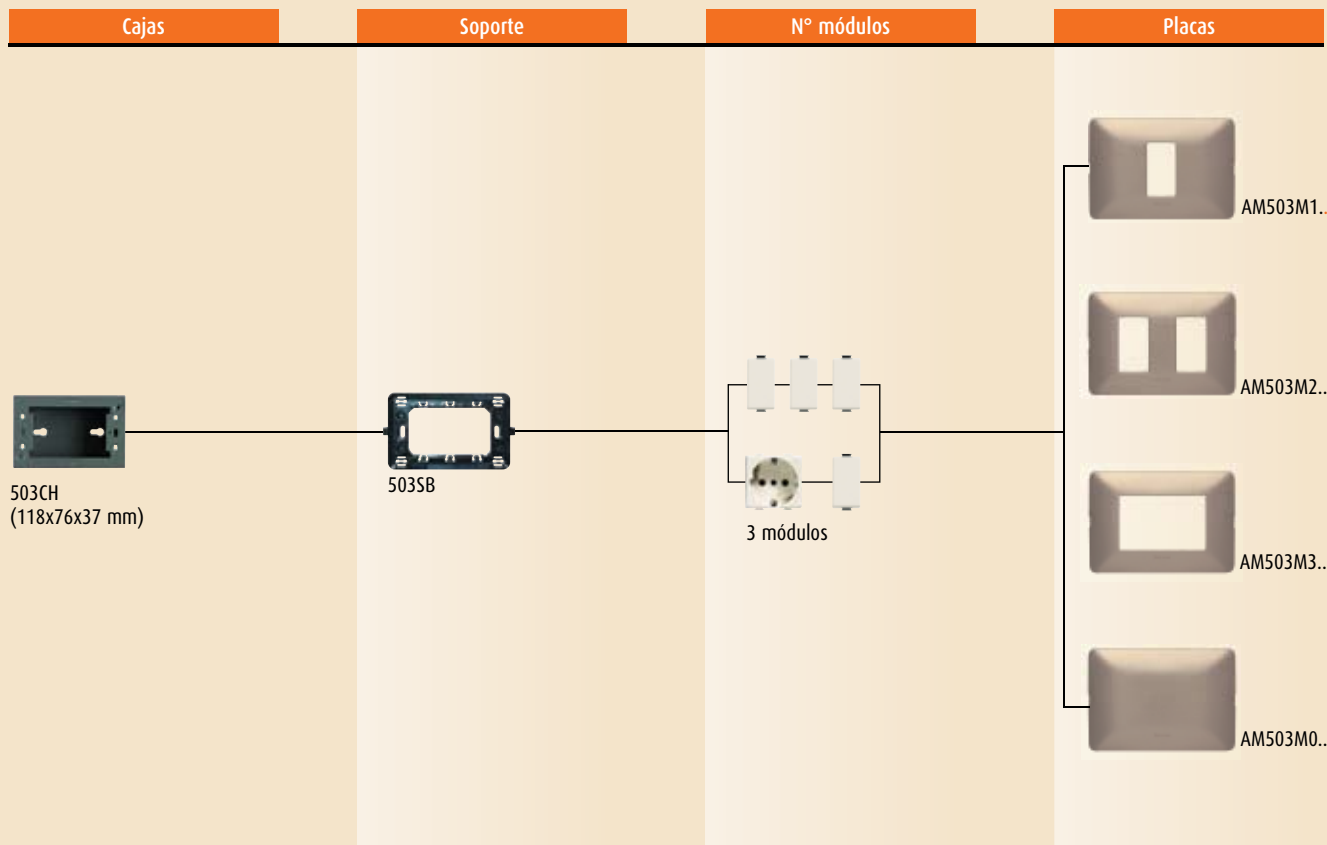 Cajas
Soporte
N° módulos
Placas
AM503M1..
AM503M2..
503CH
(118x76x37 mm)
503SB
3 módulos
AM503M3..
AM503M0..